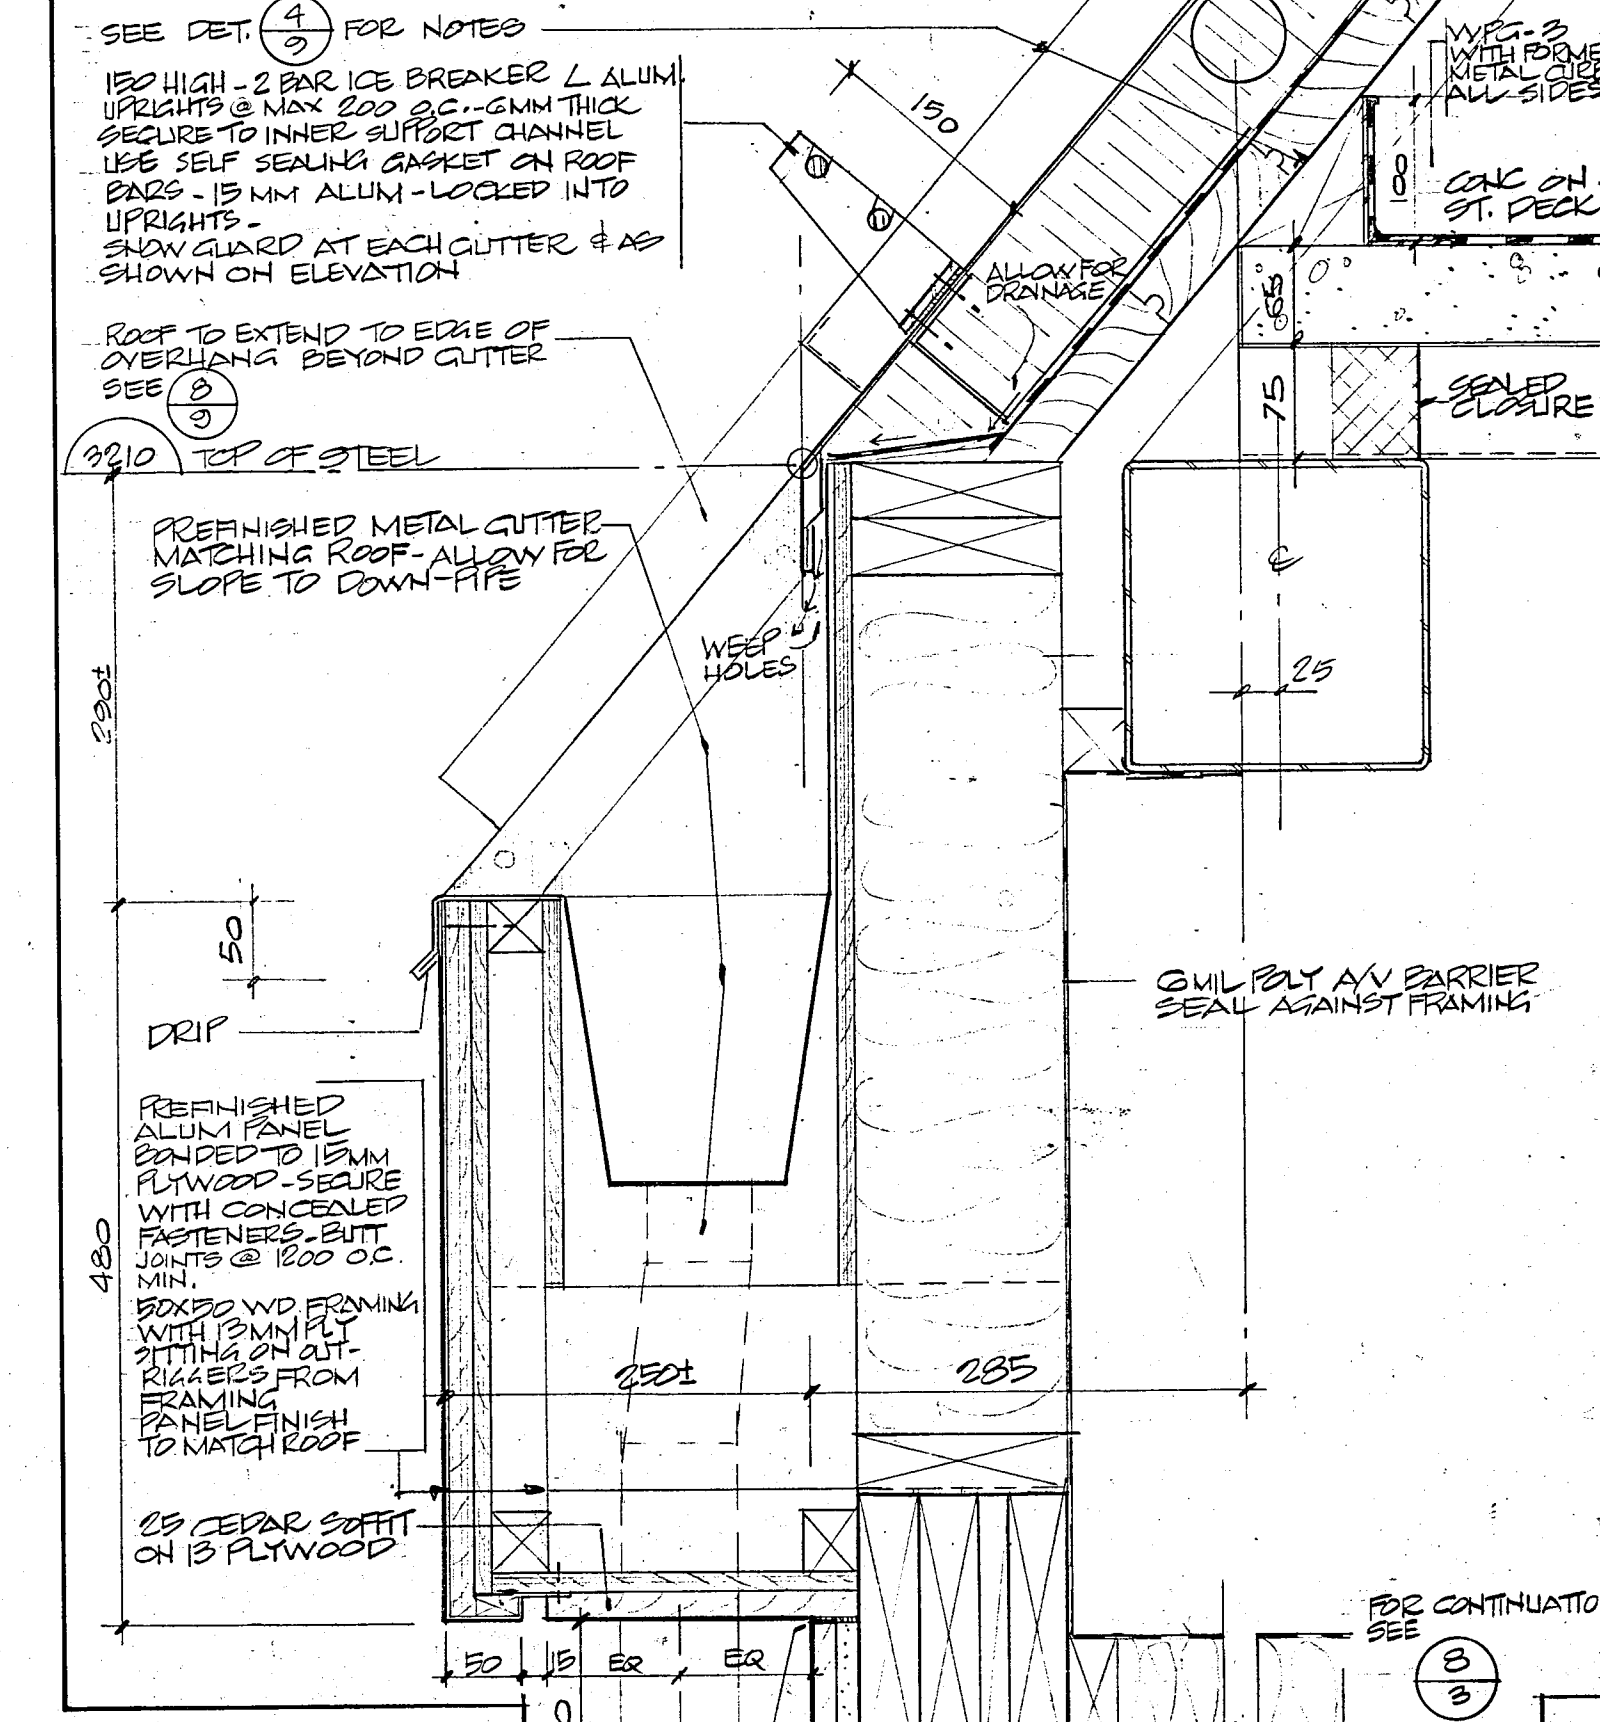 SEE DET. 4/9 FOR NOTES
150 HIGH - 2 BAR ICE BREAKER L ALUM.
UPRIGHTS @ MAX 200 O.C. - 6MM THICK
SECURE TO INNER SUPPORT CHANNEL
USE SELF SEALING GASKET ON ROOF
BARS - 15 MM ALUM - LOCKED INTO
UPRIGHTS -
SNOW GUARD AT EACH GUTTER & AS
SHOWN ON ELEVATION
ROOF TO EXTEND TO EDGE OF
OVERHANG BEYOND GUTTER
SEE 8/9
3210 TOP OF STEEL
PREFINISHED METAL GUTTER
MATCHING ROOF - ALLOW FOR
SLOPE TO DOWN-PIPE
WEEP
HOLES
150
ALLOW FOR
DRAINAGE
WPG-3
WITH FORME
METAL CURB
ALL SIDES
100
CONC ON
ST. DECK
65
75
SEALED
CLOSURE
℄
25
290±
50
480
DRIP
6 MIL POLY A/V BARRIER
SEAL AGAINST FRAMING
PREFINISHED
ALUM PANEL
BONDED TO 15MM
PLYWOOD - SECURE
WITH CONCEALED
FASTENERS - BUTT
JOINTS @ 1200 O.C.
MIN.
50X50 WD FRAMING
WITH 13MM PLY
SITTING ON OUT-
RIGGERS FROM
FRAMING
PANEL FINISH
TO MATCH ROOF
250±
285
25 CEDAR SOFFIT
ON 13 PLYWOOD
50
15
EQ
EQ
FOR CONTINUATIO
SEE
8/3